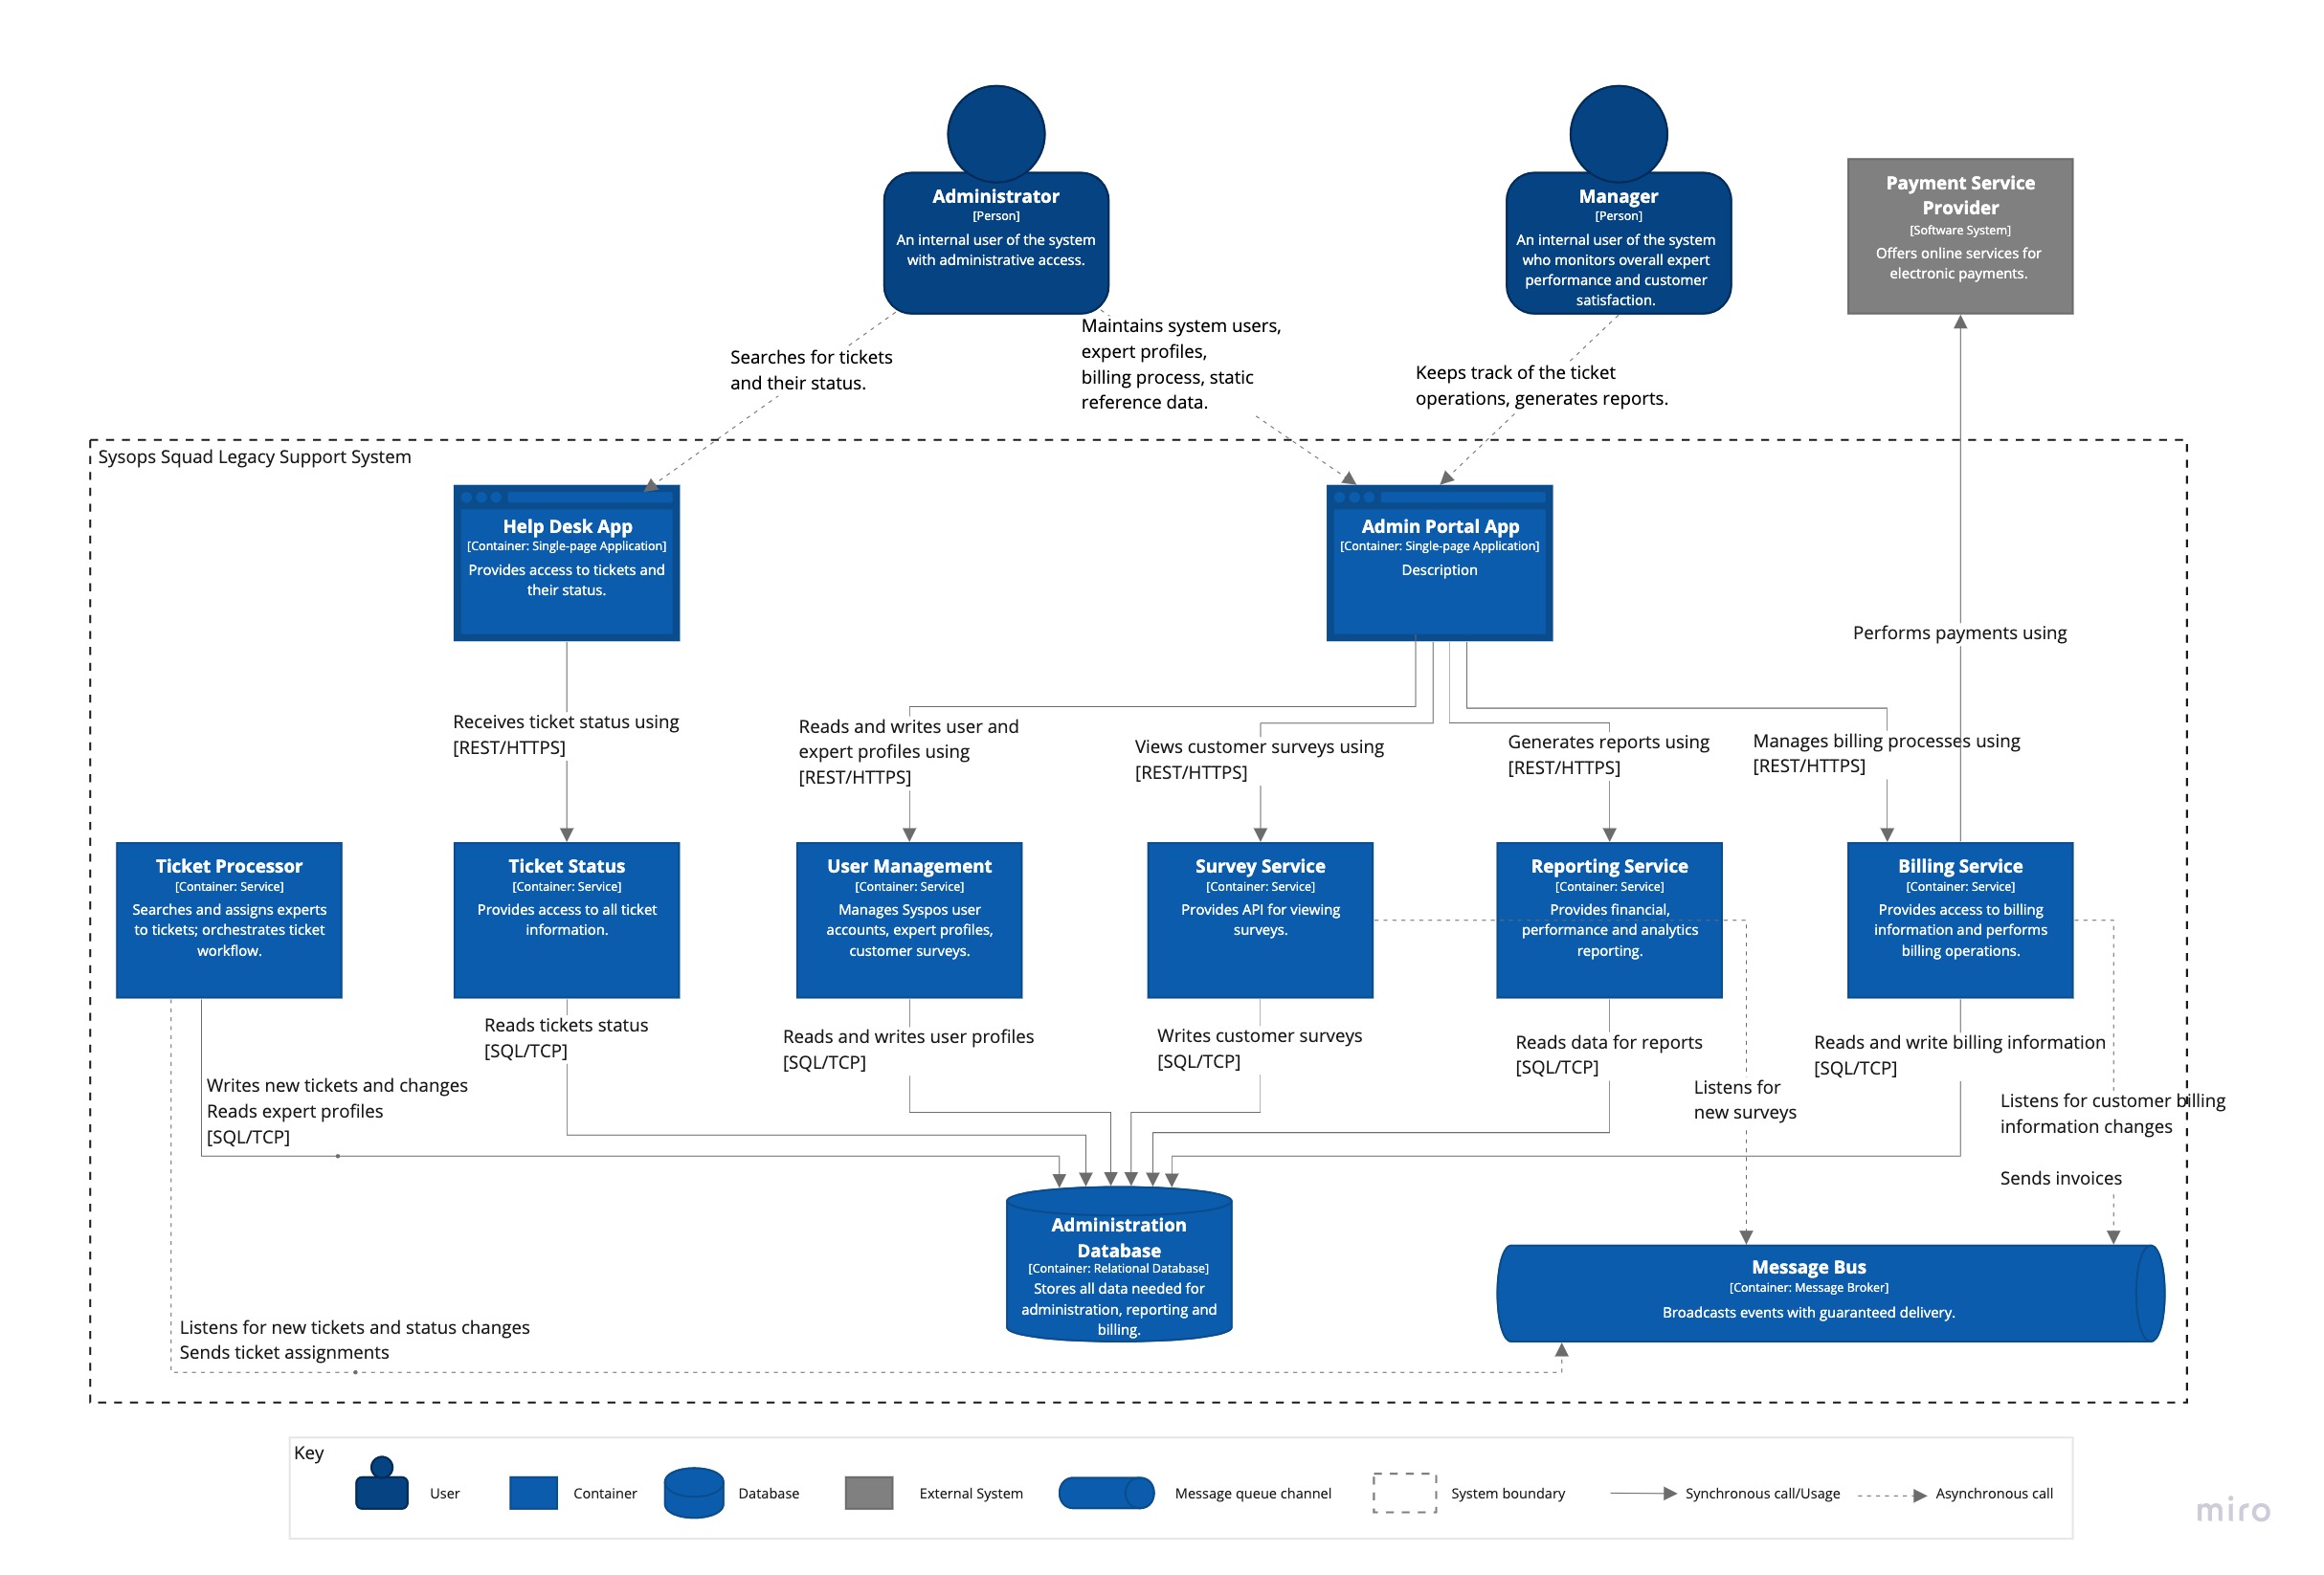 Administrator
[Person]
An internal user of the system
with administrative access.
Manager
[Person]
An internal user of the system
who monitors overall expert
performance and customer
satisfaction.
Payment Service
Provider
[Software System]
Offers online services for
electronic payments.
Searches for tickets
and their status.
Maintains system users,
expert profiles,
billing process, static
reference data.
Keeps track of the ticket
operations, generates reports.
Sysops Squad Legacy Support System
Help Desk App
[Container: Single-page Application]
Provides access to tickets and
their status.
Admin Portal App
[Container: Single-page Application]
Description
Performs payments using
Receives ticket status using
[REST/HTTPS]
Reads and writes user and
expert profiles using
[REST/HTTPS]
Views customer surveys using
[REST/HTTPS]
Generates reports using
[REST/HTTPS]
Manages billing processes using
[REST/HTTPS]
Ticket Processor
[Container: Service]
Searches and assigns experts
to tickets; orchestrates ticket
workflow.
Ticket Status
[Container: Service]
Provides access to all ticket
information.
User Management
[Container: Service]
Manages Syspos user
accounts, expert profiles,
customer surveys.
Survey Service
[Container: Service]
Provides API for viewing
surveys.
Reporting Service
[Container: Service]
Provides financial,
performance and analytics
reporting.
Billing Service
[Container: Service]
Provides access to billing
information and performs
billing operations.
Writes new tickets and changes
Reads expert profiles
[SQL/TCP]
Reads tickets status
[SQL/TCP]
Reads and writes user profiles
[SQL/TCP]
Writes customer surveys
[SQL/TCP]
Reads data for reports
[SQL/TCP]
Reads and write billing information
[SQL/TCP]
Listens for
new surveys
Listens for customer billing
information changes
Sends invoices
Administration
Database
[Container: Relational Database]
Stores all data needed for
administration, reporting and
billing.
Message Bus
[Container: Message Broker]
Broadcasts events with guaranteed delivery.
Listens for new tickets and status changes
Sends ticket assignments
Key
User
Container
Database
External System
Message queue channel
System boundary
Synchronous call/Usage
Asynchronous call
miro